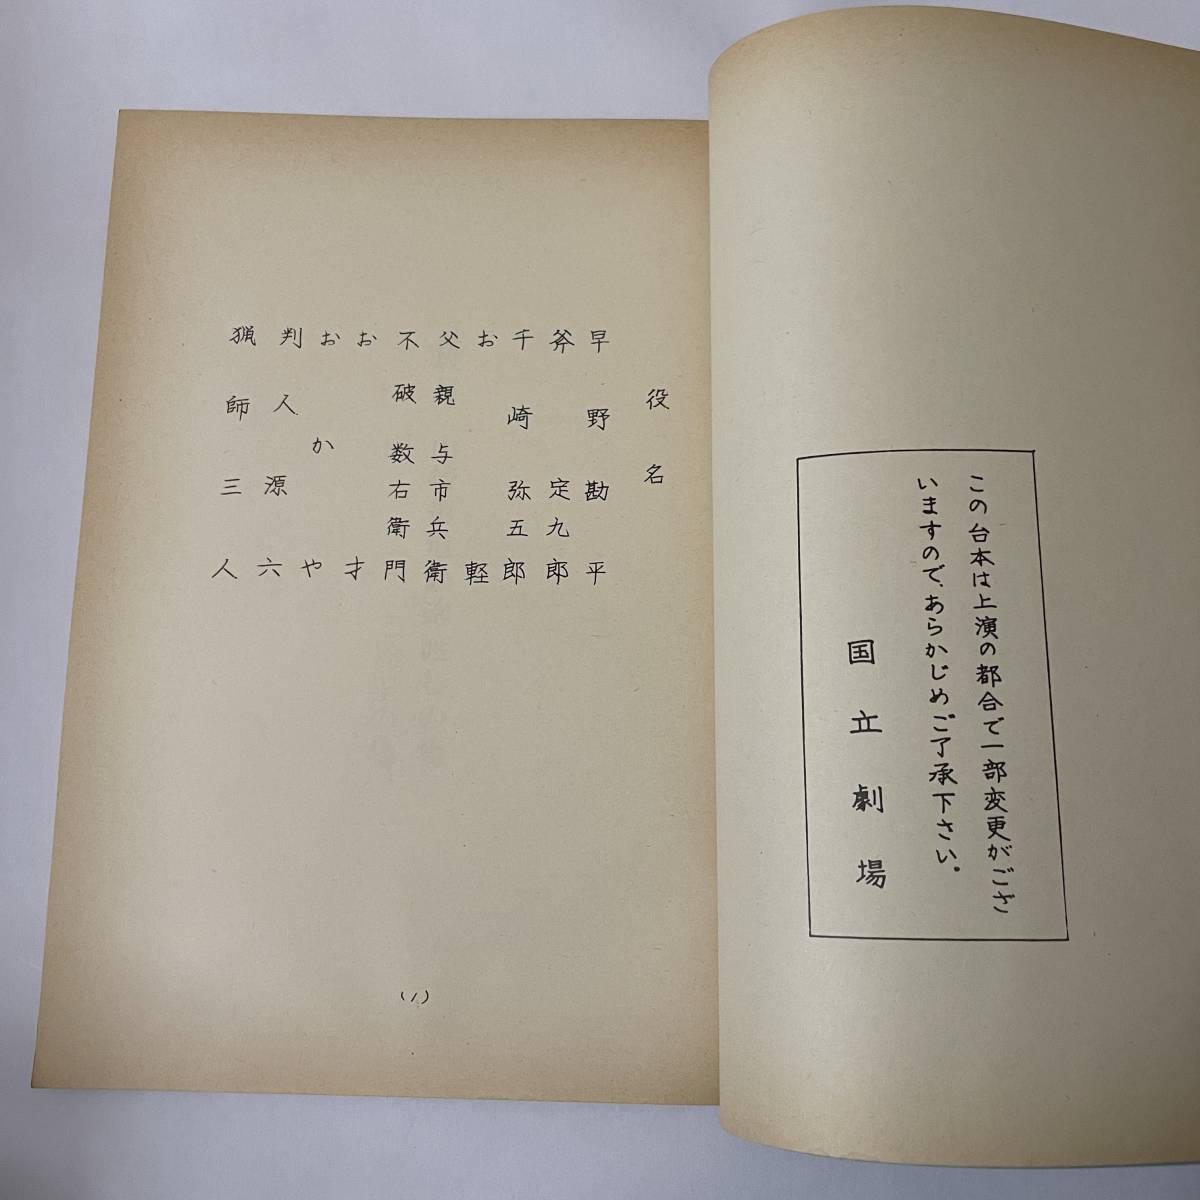 この台本は上演の都合で一部変更がござ
いますので、あらかじめご了承下さい。
国立劇場
役名
早野勘平
斧定九郎
千崎弥五郎
お軽
父親与市兵衛
不破数右衛門
お才
おかや
判人源六
猟師三人
(1)